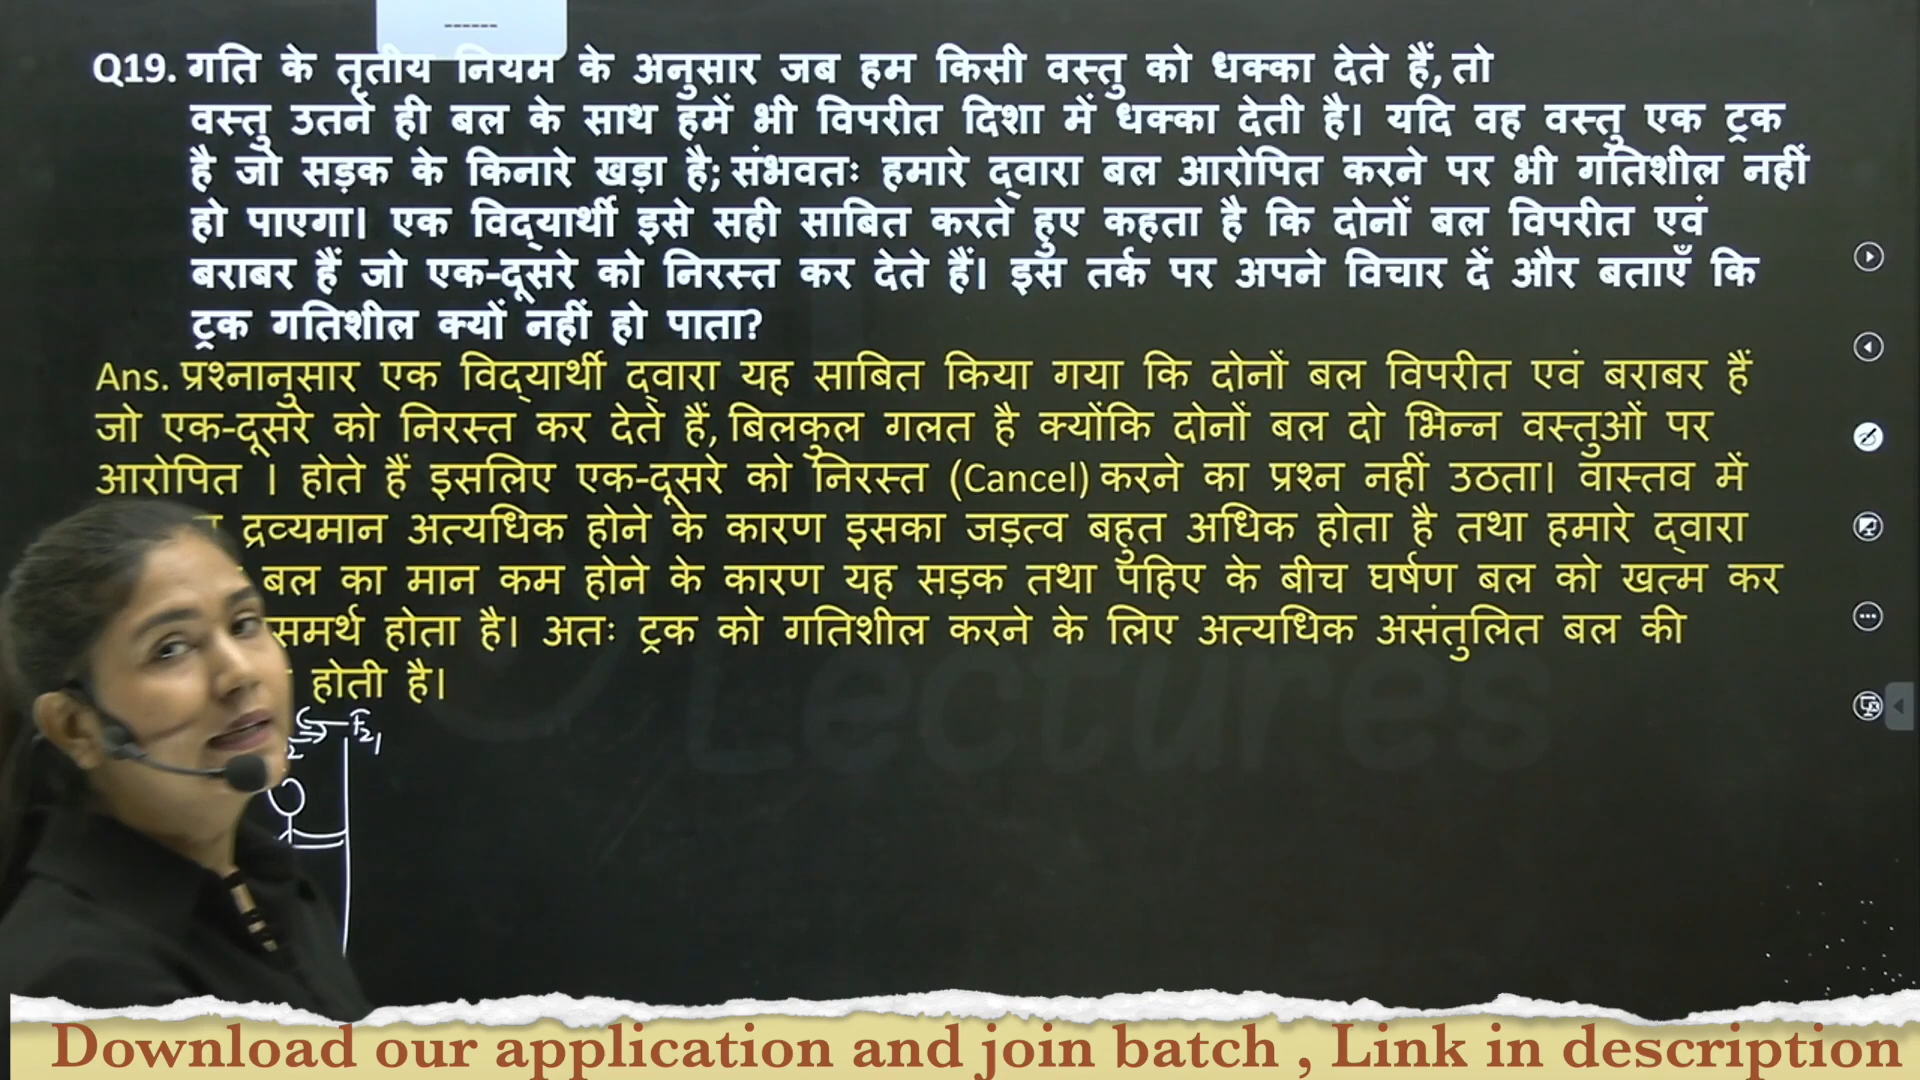 ------
Q19. गति के तृतीय नियम के अनुसार जब हम किसी वस्तु को धक्का देते हैं, तो
वस्तु उतने ही बल के साथ हमें भी विपरीत दिशा में धक्का देती है। यदि वह वस्तु एक ट्रक
है जो सड़क के किनारे खड़ा है; संभवतः हमारे द्वारा बल आरोपित करने पर भी गतिशील नहीं
हो पाएगा। एक विद्यार्थी इसे सही साबित करते हुए कहता है कि दोनों बल विपरीत एवं
बराबर हैं जो एक-दूसरे को निरस्त कर देते हैं। इस तर्क पर अपने विचार दें और बताएँ कि
ट्रक गतिशील क्यों नहीं हो पाता?
Ans. प्रश्नानुसार एक विद्यार्थी द्वारा यह साबित किया गया कि दोनों बल विपरीत एवं बराबर हैं
जो एक-दूसरे को निरस्त कर देते हैं, बिलकुल गलत है क्योंकि दोनों बल दो भिन्न वस्तुओं पर
आरोपित । होते हैं इसलिए एक-दूसरे को निरस्त (Cancel) करने का प्रश्न नहीं उठता। वास्तव में
द्रव्यमान अत्यधिक होने के कारण इसका जड़त्व बहुत अधिक होता है तथा हमारे द्वारा
बल का मान कम होने के कारण यह सड़क तथा पहिए के बीच घर्षण बल को खत्म कर
समर्थ होता है। अतः ट्रक को गतिशील करने के लिए अत्यधिक असंतुलित बल की
होती है।
F21
2
Lectures
Download our application and join batch , Link in description